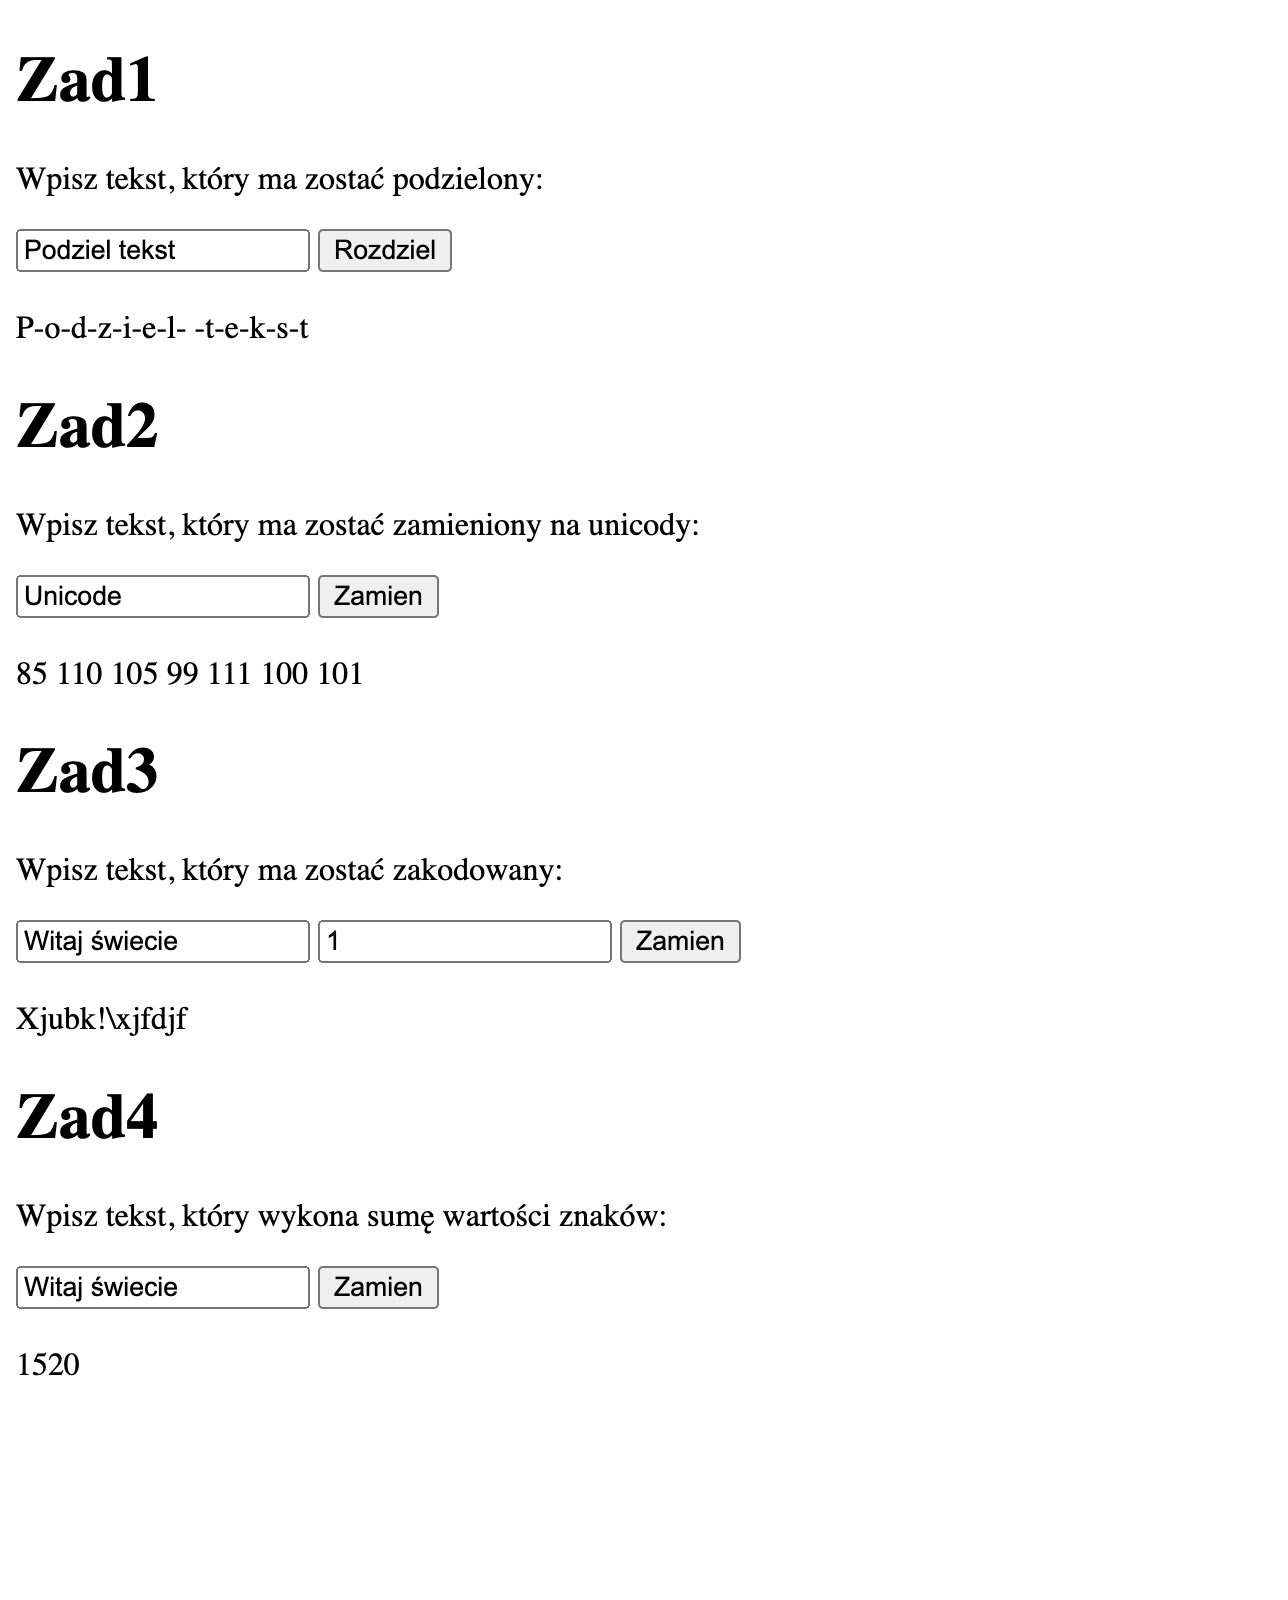 Zad1
Wpisz tekst, który ma zostać podzielony:
Podziel tekst Rozdziel
P-o-d-z-i-e-l- -t-e-k-s-t
Zad2
Wpisz tekst, który ma zostać zamieniony na unicody:
Unicode Zamien
85 110 105 99 111 100 101
Zad3
Wpisz tekst, który ma zostać zakodowany:
Witaj świecie 1 Zamien
Xjubk!\xjfdjf
Zad4
Wpisz tekst, który wykona sumę wartości znaków:
Witaj świecie Zamien
1520